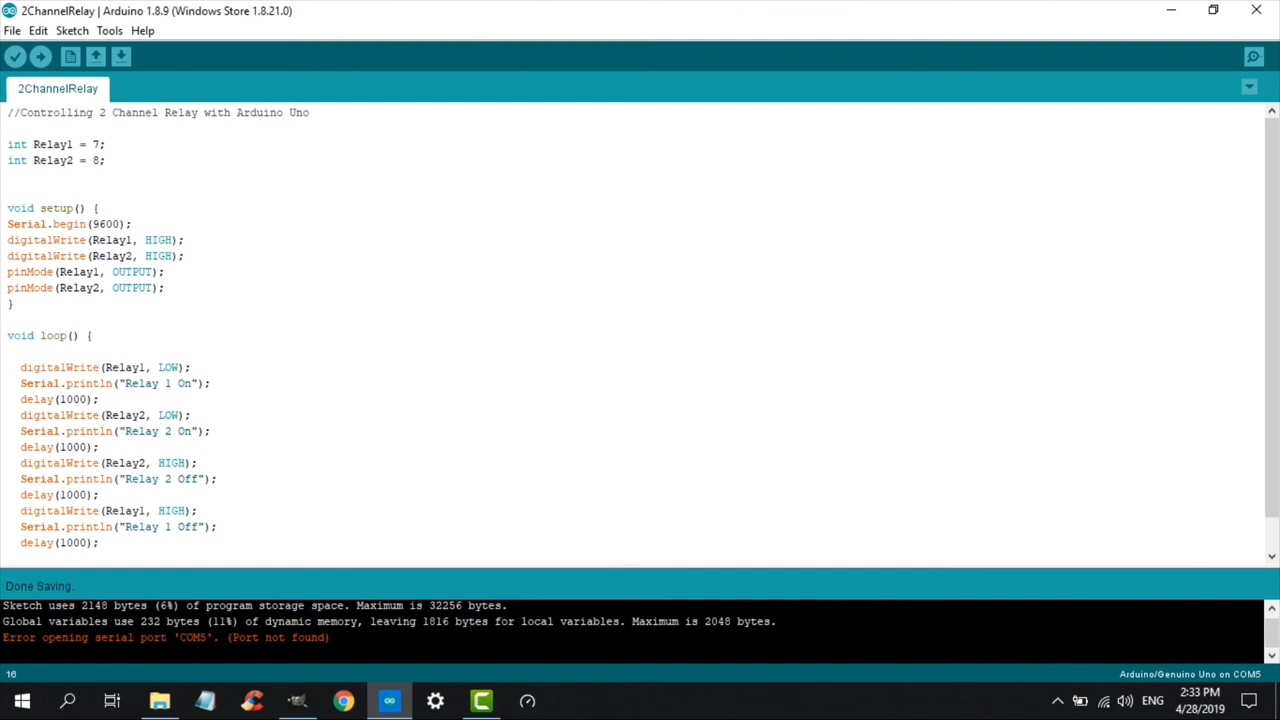 2ChannelRelay | Arduino 1.8.9 (Windows Store 1.8.21.0)
File Edit Sketch Tools Help
2ChannelRelay
//Controlling 2 Channel Relay with Arduino Uno
int Relay1 = 7;
int Relay2 = 8;
void setup() {
Serial.begin(9600);
digitalWrite(Relay1, HIGH);
digitalWrite(Relay2, HIGH);
pinMode(Relay1, OUTPUT);
pinMode(Relay2, OUTPUT);
}
void loop() {
digitalWrite(Relay1, LOW);
Serial.println("Relay 1 On");
delay(1000);
digitalWrite(Relay2, LOW);
Serial.println("Relay 2 On");
delay(1000);
digitalWrite(Relay2, HIGH);
Serial.println("Relay 2 Off");
delay(1000);
digitalWrite(Relay1, HIGH);
Serial.println("Relay 1 Off");
delay(1000);
Done Saving.
Sketch uses 2148 bytes (6%) of program storage space. Maximum is 32256 bytes.
Global variables use 232 bytes (11%) of dynamic memory, leaving 1816 bytes for local variables. Maximum is 2048 bytes.
Error opening serial port 'COM5'. (Port not found)
16 Arduino/Genuino Uno on COM5
ENG 2:33 PM
4/28/2019